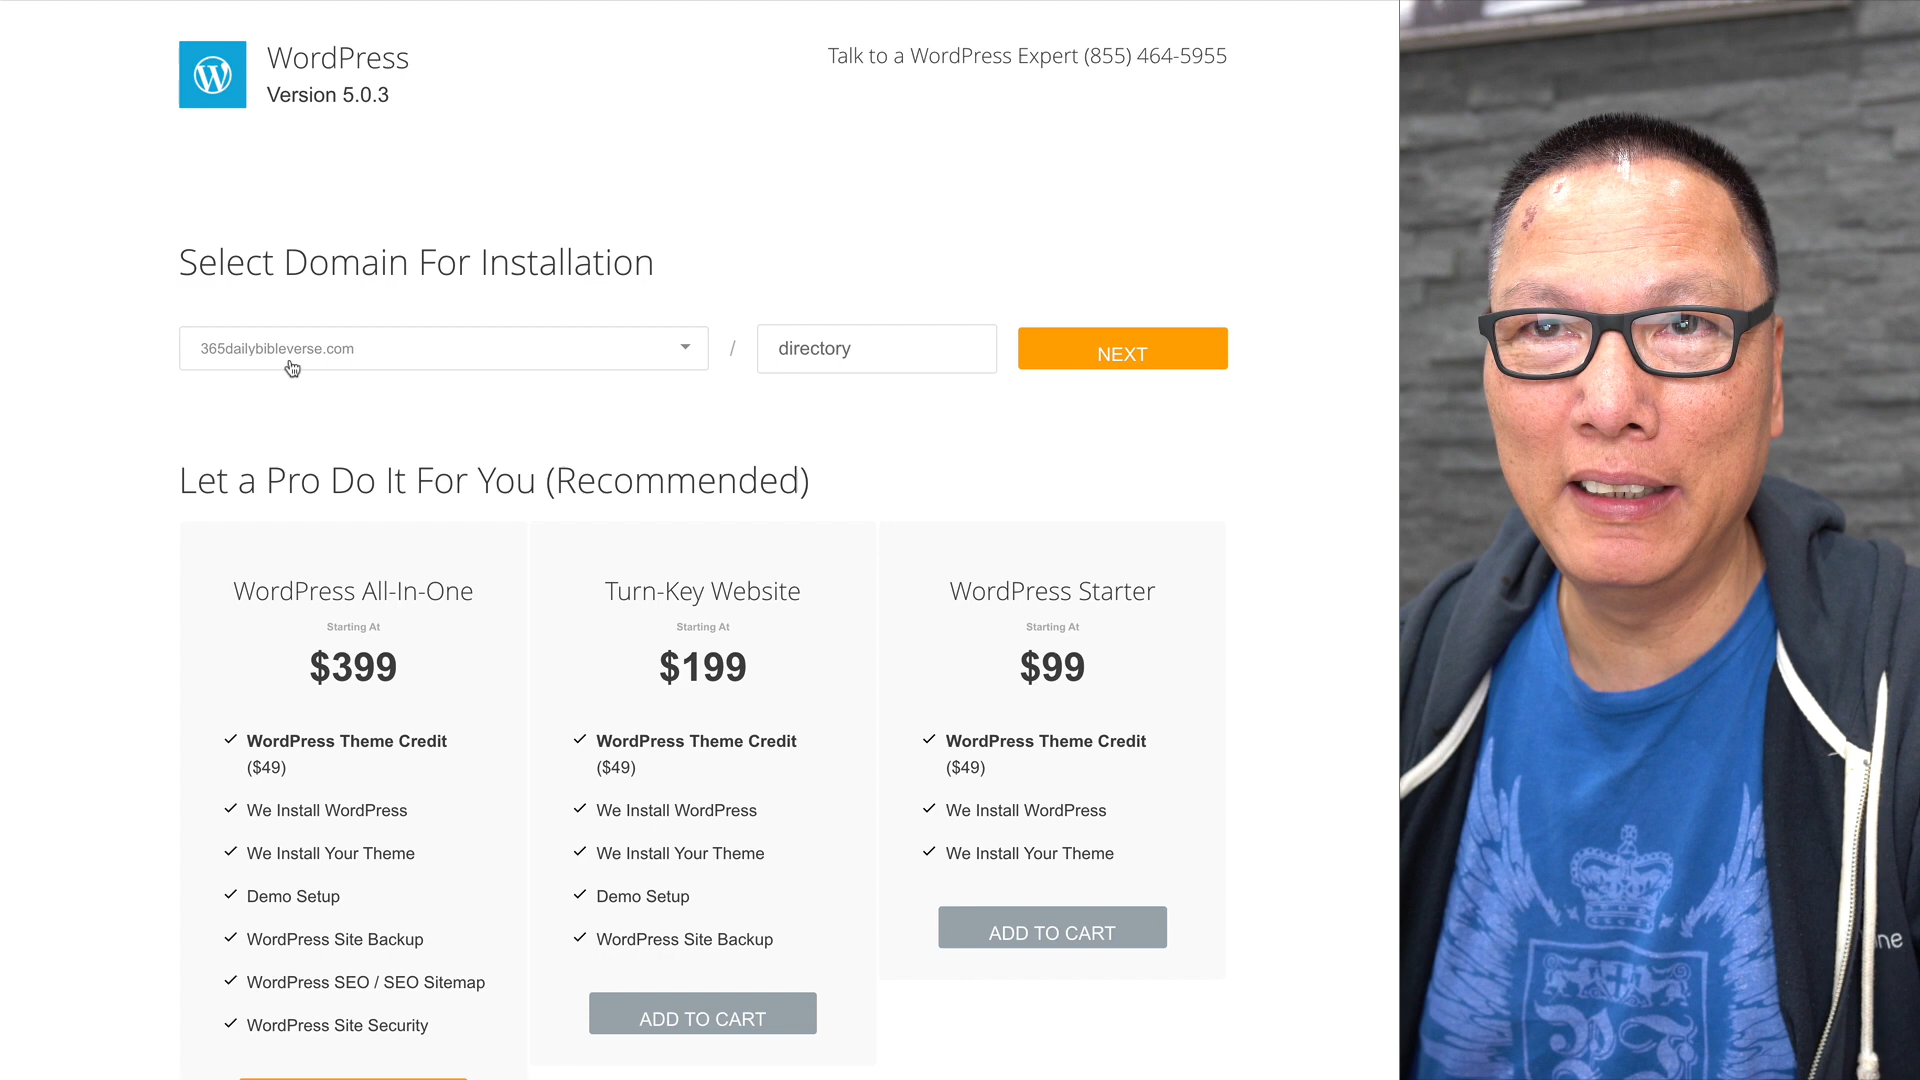 WordPress
Version 5.0.3
Talk to a WordPress Expert (855) 464-5955
Select Domain For Installation
365dailybibleverse.com
/
directory
NEXT
Let a Pro Do It For You (Recommended)
WordPress All-In-One
Starting At
$399
WordPress Theme Credit
($49)
We Install WordPress
We Install Your Theme
Demo Setup
WordPress Site Backup
WordPress SEO / SEO Sitemap
WordPress Site Security
Turn-Key Website
Starting At
$199
WordPress Theme Credit
($49)
We Install WordPress
We Install Your Theme
Demo Setup
WordPress Site Backup
ADD TO CART
WordPress Starter
Starting At
$99
WordPress Theme Credit
($49)
We Install WordPress
We Install Your Theme
ADD TO CART